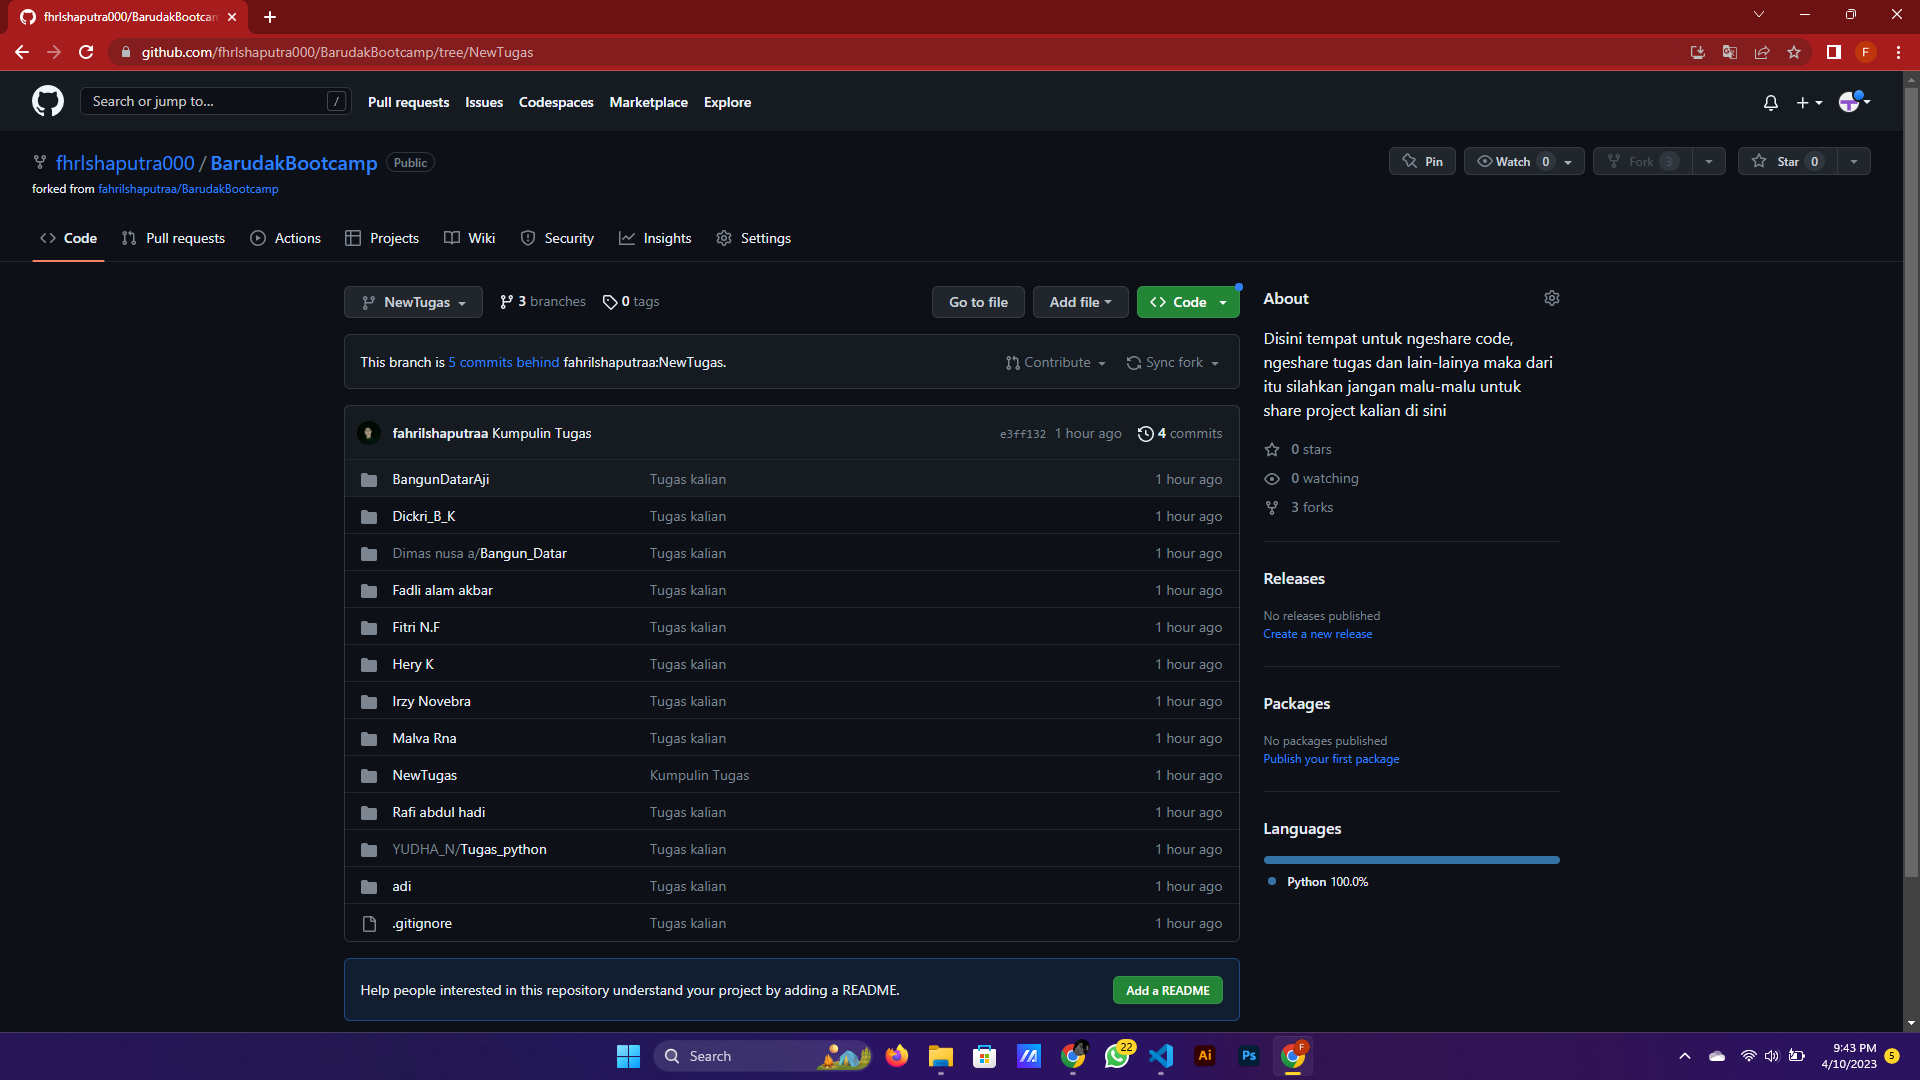 fhrlshaputra000/BarudakBootcam
github.com/fhrlshaputra000/BarudakBootcamp/tree/NewTugas
F
Search or jump to...
/
Pull requests
Issues
Codespaces
Marketplace
Explore
fhrlshaputra000 / BarudakBootcamp
Public
Pin
Watch 0
Fork 3
Star 0
forked from fahrilshaputraa/BarudakBootcamp
Code
Pull requests
Actions
Projects
Wiki
Security
Insights
Settings
NewTugas
3 branches
0 tags
Go to file
Add file
Code
This branch is 5 commits behind fahrilshaputraa:NewTugas.
Contribute
Sync fork
fahrilshaputraa Kumpulin Tugas
e3ff132 1 hour ago
4 commits
BangunDatarAji Tugas kalian 1 hour ago
Dickri_B_K Tugas kalian 1 hour ago
Dimas nusa a/Bangun_Datar Tugas kalian 1 hour ago
Fadli alam akbar Tugas kalian 1 hour ago
Fitri N.F Tugas kalian 1 hour ago
Hery K Tugas kalian 1 hour ago
Irzy Novebra Tugas kalian 1 hour ago
Malva Rna Tugas kalian 1 hour ago
NewTugas Kumpulin Tugas 1 hour ago
Rafi abdul hadi Tugas kalian 1 hour ago
YUDHA_N/Tugas_python Tugas kalian 1 hour ago
adi Tugas kalian 1 hour ago
.gitignore Tugas kalian 1 hour ago
Help people interested in this repository understand your project by adding a README.
Add a README
About
Disini tempat untuk ngeshare code,
ngeshare tugas dan lain-lainya maka dari
itu silahkan jangan malu-malu untuk
share project kalian di sini
0 stars
0 watching
3 forks
Releases
No releases published
Create a new release
Packages
No packages published
Publish your first package
Languages
Python 100.0%
Search
22
Ai
Ps
F
9:43 PM
4/10/2023
5